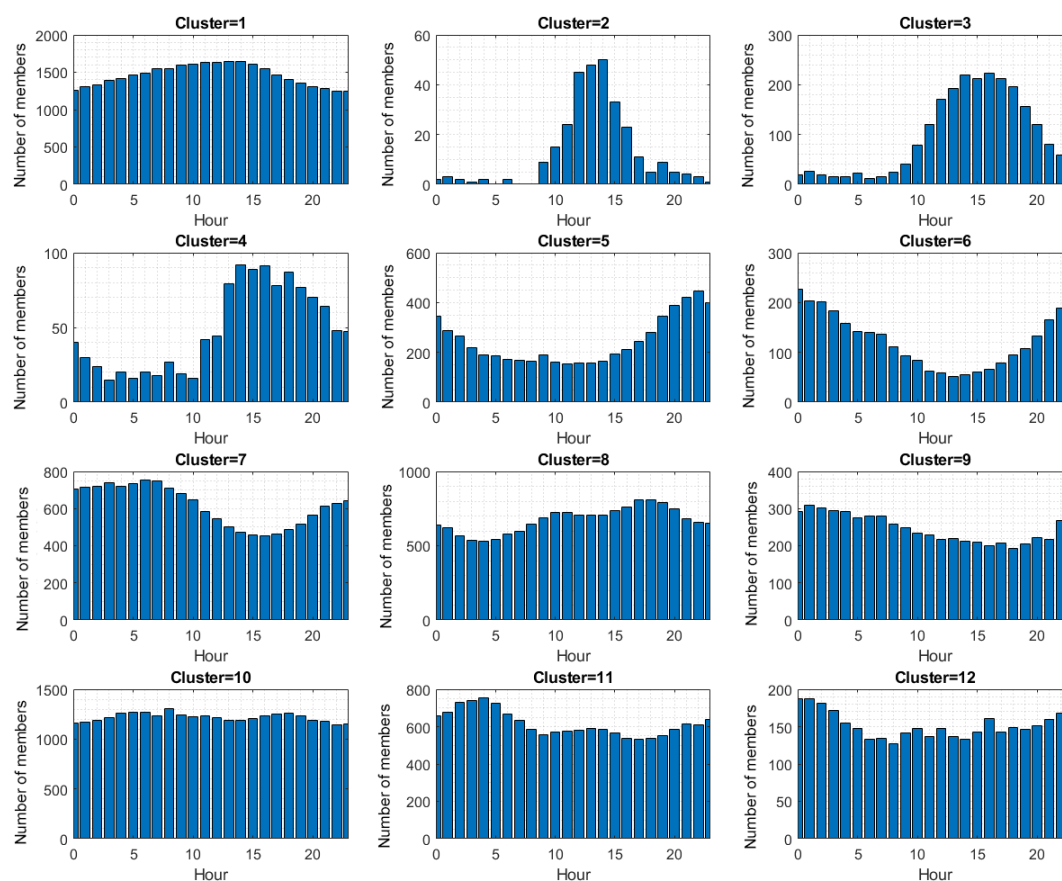 Cluster=1
Cluster=2
Cluster=3
2000
1500
1000
500
0
Number of members
0 5 10 15 20
Hour
60
40
20
0
Number of members
0 5 10 15 20
Hour
300
200
100
0
Number of members
0 5 10 15 20
Hour
Cluster=4
Cluster=5
Cluster=6
100
50
0
Number of members
0 5 10 15 20
Hour
600
400
200
0
Number of members
0 5 10 15 20
Hour
300
200
100
0
Number of members
0 5 10 15 20
Hour
Cluster=7
Cluster=8
Cluster=9
800
600
400
200
0
Number of members
0 5 10 15 20
Hour
1000
500
0
Number of members
0 5 10 15 20
Hour
400
300
200
100
0
Number of members
0 5 10 15 20
Hour
Cluster=10
Cluster=11
Cluster=12
1500
1000
500
0
Number of members
0 5 10 15 20
Hour
800
600
400
200
0
Number of members
0 5 10 15 20
Hour
200
150
100
50
0
Number of members
0 5 10 15 20
Hour